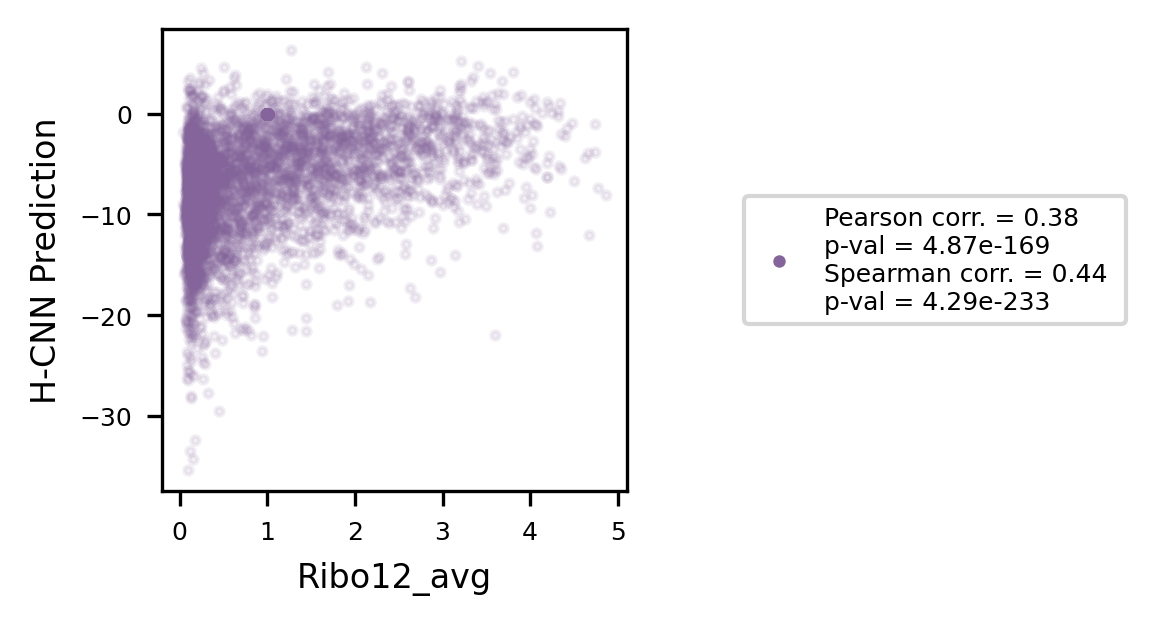 H-CNN Prediction
0
−10
−20
−30
0 1 2 3 4 5
Ribo12_avg
Pearson corr. = 0.38
p-val = 4.87e-169
Spearman corr. = 0.44
p-val = 4.29e-233